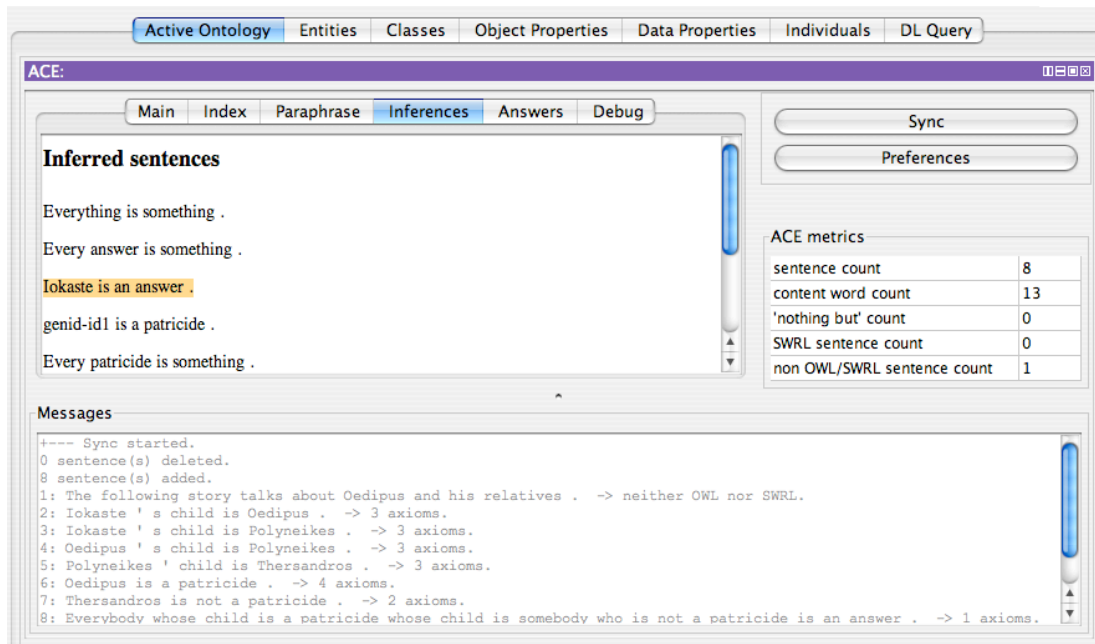 Active Ontology Entities Classes Object Properties Data Properties Individuals DL Query
ACE:
Main Index Paraphrase Inferences Answers Debug
Inferred sentences
Everything is something .
Every answer is something .
Iokaste is an answer .
genid-id1 is a patricide .
Every patricide is something .
Sync
Preferences
ACE metrics
sentence count 8
content word count 13
'nothing but' count 0
SWRL sentence count 0
non OWL/SWRL sentence count 1
Messages
+--- Sync started.
0 sentence(s) deleted.
8 sentence(s) added.
1: The following story talks about Oedipus and his relatives .  -> neither OWL nor SWRL.
2: Iokaste ' s child is Oedipus .  -> 3 axioms.
3: Iokaste ' s child is Polyneikes .  -> 3 axioms.
4: Oedipus ' s child is Polyneikes .  -> 3 axioms.
5: Polyneikes ' child is Thersandros .  -> 3 axioms.
6: Oedipus is a patricide .  -> 4 axioms.
7: Thersandros is not a patricide .  -> 2 axioms.
8: Everybody whose child is a patricide whose child is somebody who is not a patricide is an answer .  -> 1 axioms.